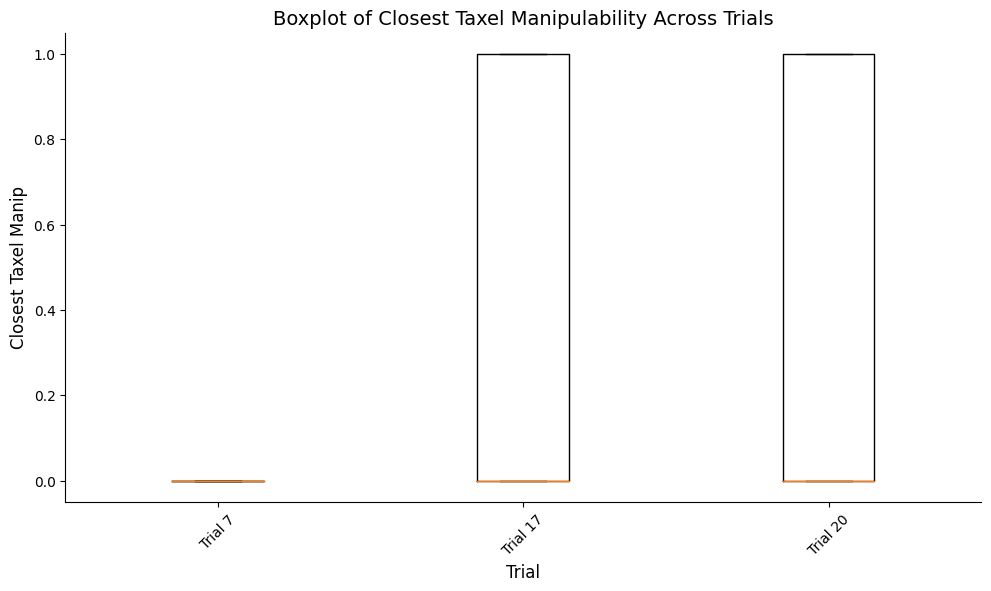 Boxplot of Closest Taxel Manipulability Across Trials
Closest Taxel Manip
1.0
0.8
0.6
0.4
0.2
0.0
Trial 7
Trial 17
Trial 20
Trial